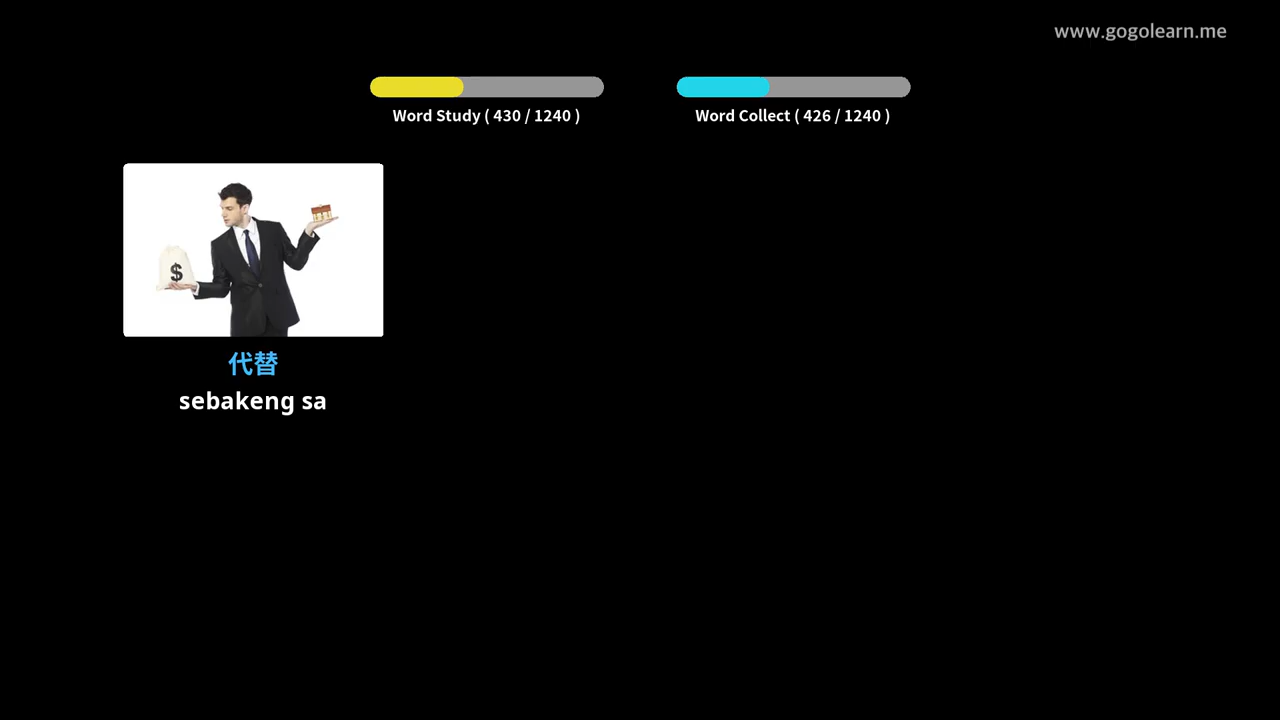 www.gogolearn.me
Word Study ( 430 / 1240 )
Word Collect ( 426 / 1240 )
$
代替
sebakeng sa